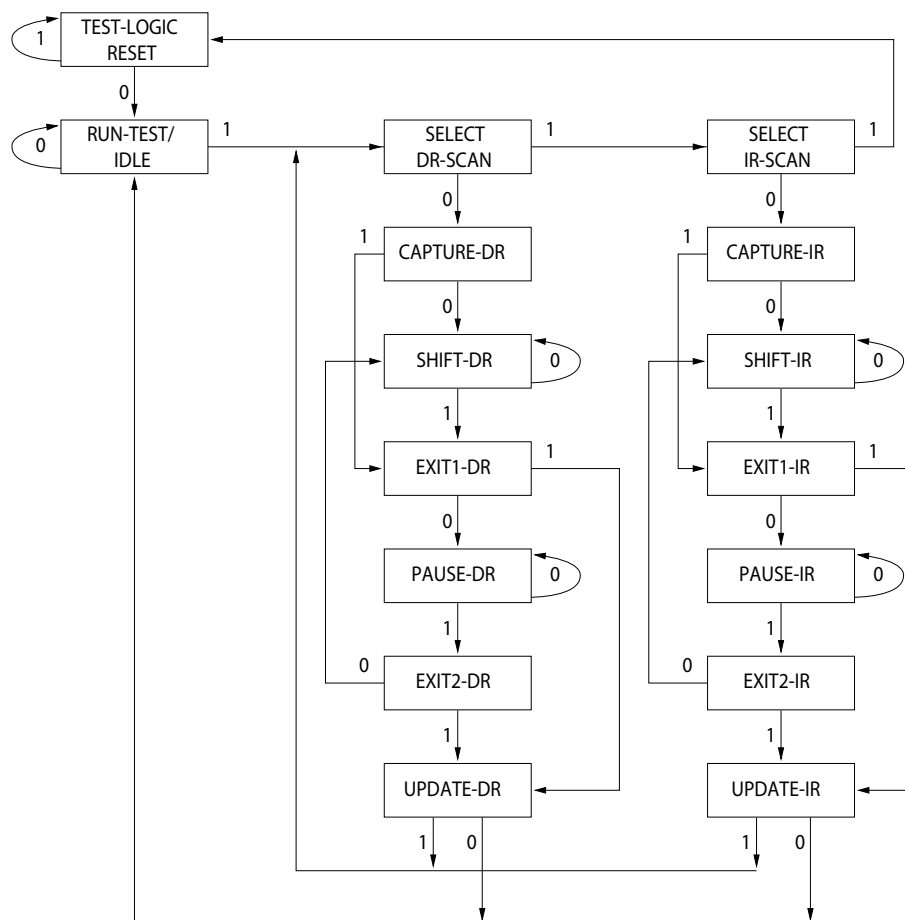 TEST-LOGIC
RESET
1
0
RUN-TEST/
IDLE
0
1
SELECT
DR-SCAN
1
SELECT
IR-SCAN
1
0
0
1
CAPTURE-DR
1
CAPTURE-IR
0
0
SHIFT-DR
0
SHIFT-IR
0
1
1
EXIT1-DR
1
EXIT1-IR
1
0
0
PAUSE-DR
0
PAUSE-IR
0
1
1
0
EXIT2-DR
0
EXIT2-IR
1
1
UPDATE-DR
UPDATE-IR
1
0
1
0